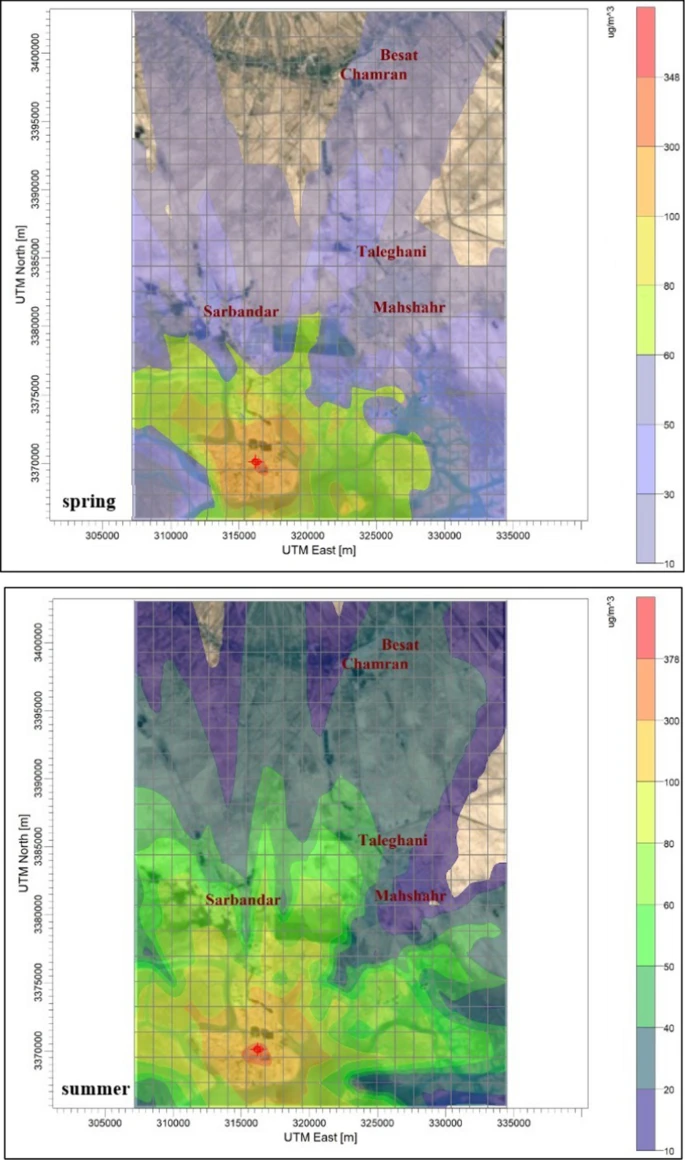 ug/m^3
3400000
Besat
Chamran
348
3395000
300
3390000
100
UTM North [m]
3385000
Taleghani
80
Sarbandar
Mahshahr
3380000
60
3375000
50
3370000
30
spring
10
305000 310000 315000 320000 325000 330000 335000
UTM East [m]
ug/m^3
3400000
Besat
Chamran
378
3395000
300
3390000
100
UTM North [m]
3385000
Taleghani
80
Sarbandar
Mahshahr
3380000
60
3375000
50
40
3370000
20
summer
10
305000 310000 315000 320000 325000 330000 335000
UTM East [m]